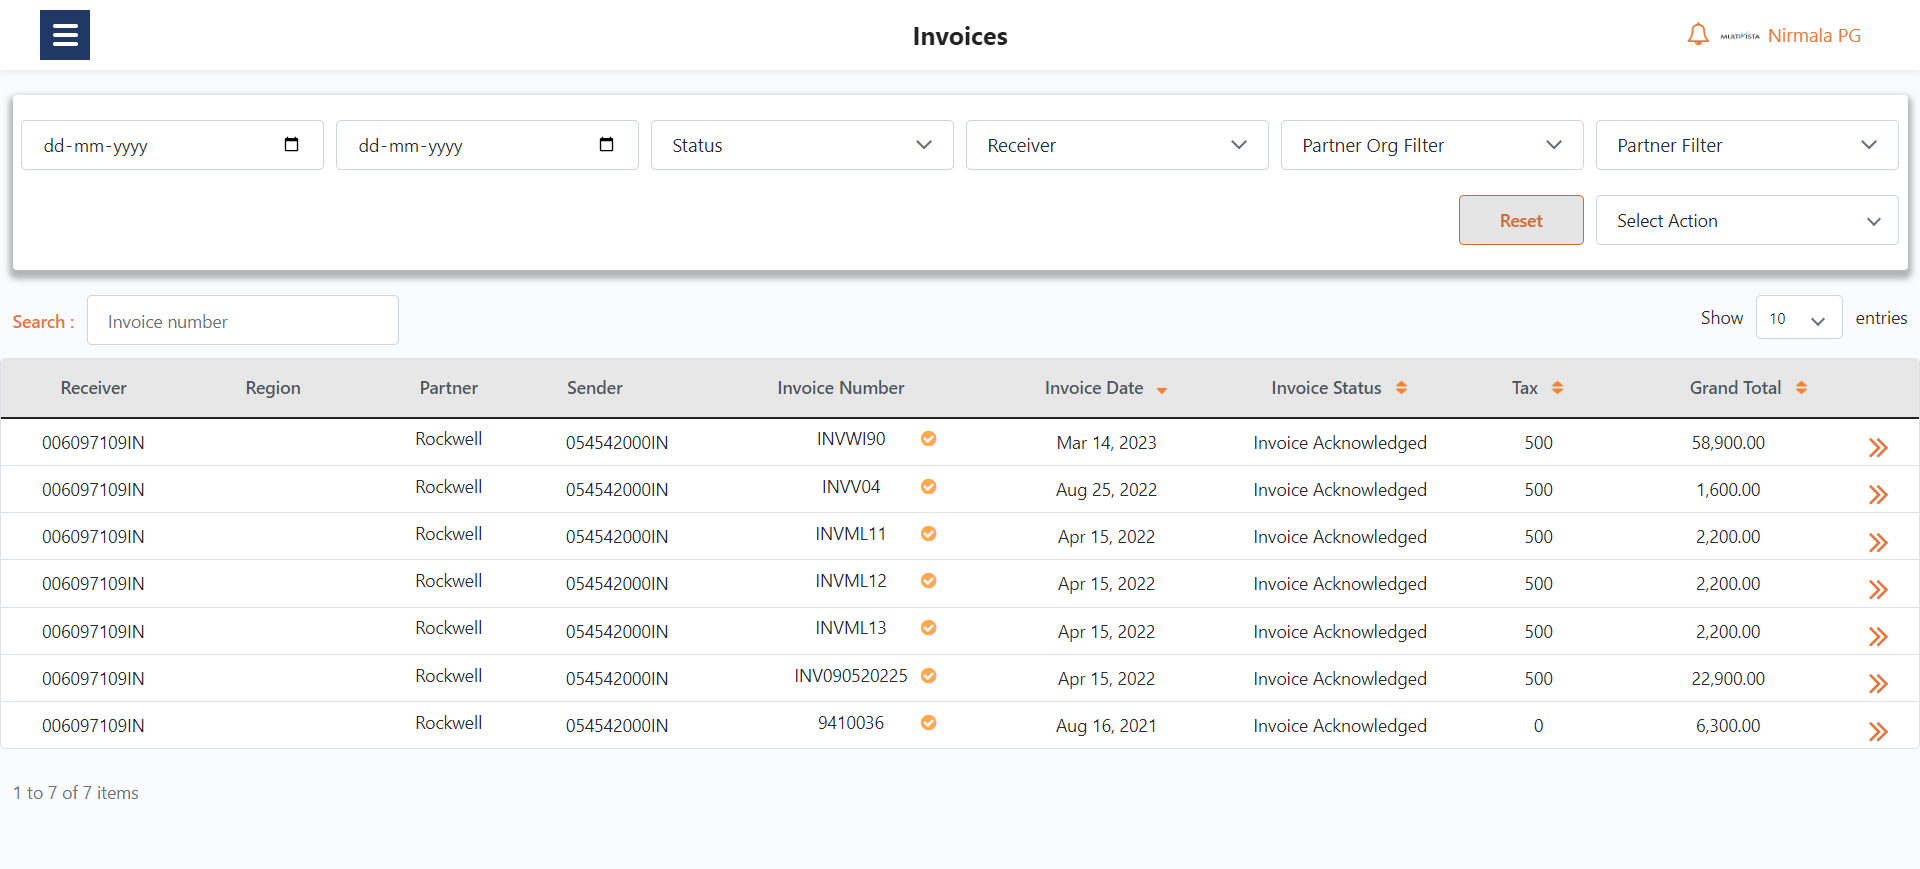 Invoices
MULTIVISTA Nirmala PG
dd-mm-yyyy dd-mm-yyyy Status Receiver Partner Org Filter Partner Filter
Reset Select Action
Search : Invoice number Show 10 entries
Receiver Region Partner Sender Invoice Number Invoice Date Invoice Status Tax Grand Total
006097109IN Rockwell 054542000IN INVWI90 Mar 14, 2023 Invoice Acknowledged 500 58,900.00
006097109IN Rockwell 054542000IN INVV04 Aug 25, 2022 Invoice Acknowledged 500 1,600.00
006097109IN Rockwell 054542000IN INVML11 Apr 15, 2022 Invoice Acknowledged 500 2,200.00
006097109IN Rockwell 054542000IN INVML12 Apr 15, 2022 Invoice Acknowledged 500 2,200.00
006097109IN Rockwell 054542000IN INVML13 Apr 15, 2022 Invoice Acknowledged 500 2,200.00
006097109IN Rockwell 054542000IN INV090520225 Apr 15, 2022 Invoice Acknowledged 500 22,900.00
006097109IN Rockwell 054542000IN 9410036 Aug 16, 2021 Invoice Acknowledged 0 6,300.00
1 to 7 of 7 items